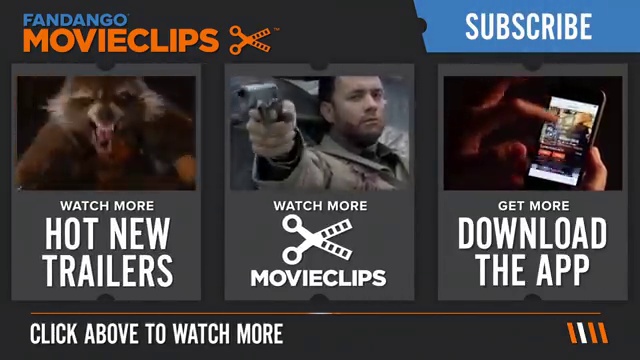 FANDANGO
MOVIECLIPS™
SUBSCRIBE
WATCH MORE
HOT NEW
TRAILERS
WATCH MORE
MOVIECLIPS
GET MORE
DOWNLOAD
THE APP
CLICK ABOVE TO WATCH MORE